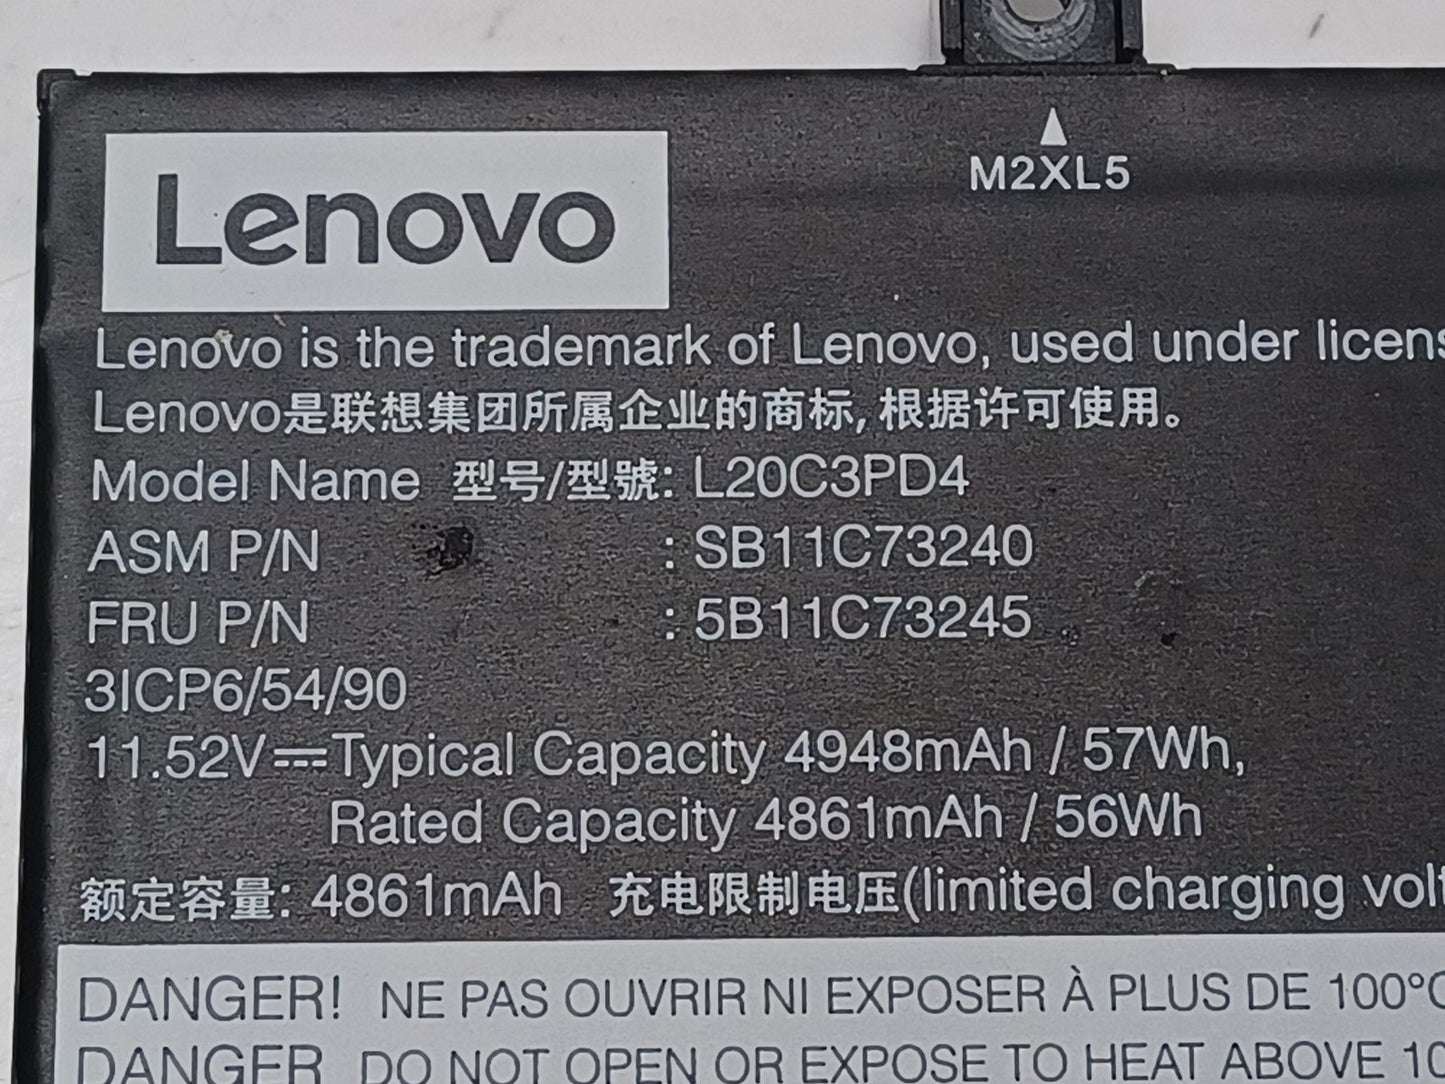 M2XL5
Lenovo
Lenovo is the trademark of Lenovo, used under
Lenovo是联想集团所属企业的商标, 根据许可使用。
Model Name 型号/型號: L20C3PD4
ASM P/N : SB11C73240
FRU P/N : 5B11C73245
3ICP6/54/90
11.52V⎓Typical Capacity 4948mAh / 57Wh,
Rated Capacity 4861mAh / 56Wh
额定容量: 4861mAh 充电限制电压(limited charging
DANGER! NE PAS OUVRIR NI EXPOSER À PLUS DE 100°C
DANGER DO NOT OPEN OR EXPOSE TO HEAT ABOVE